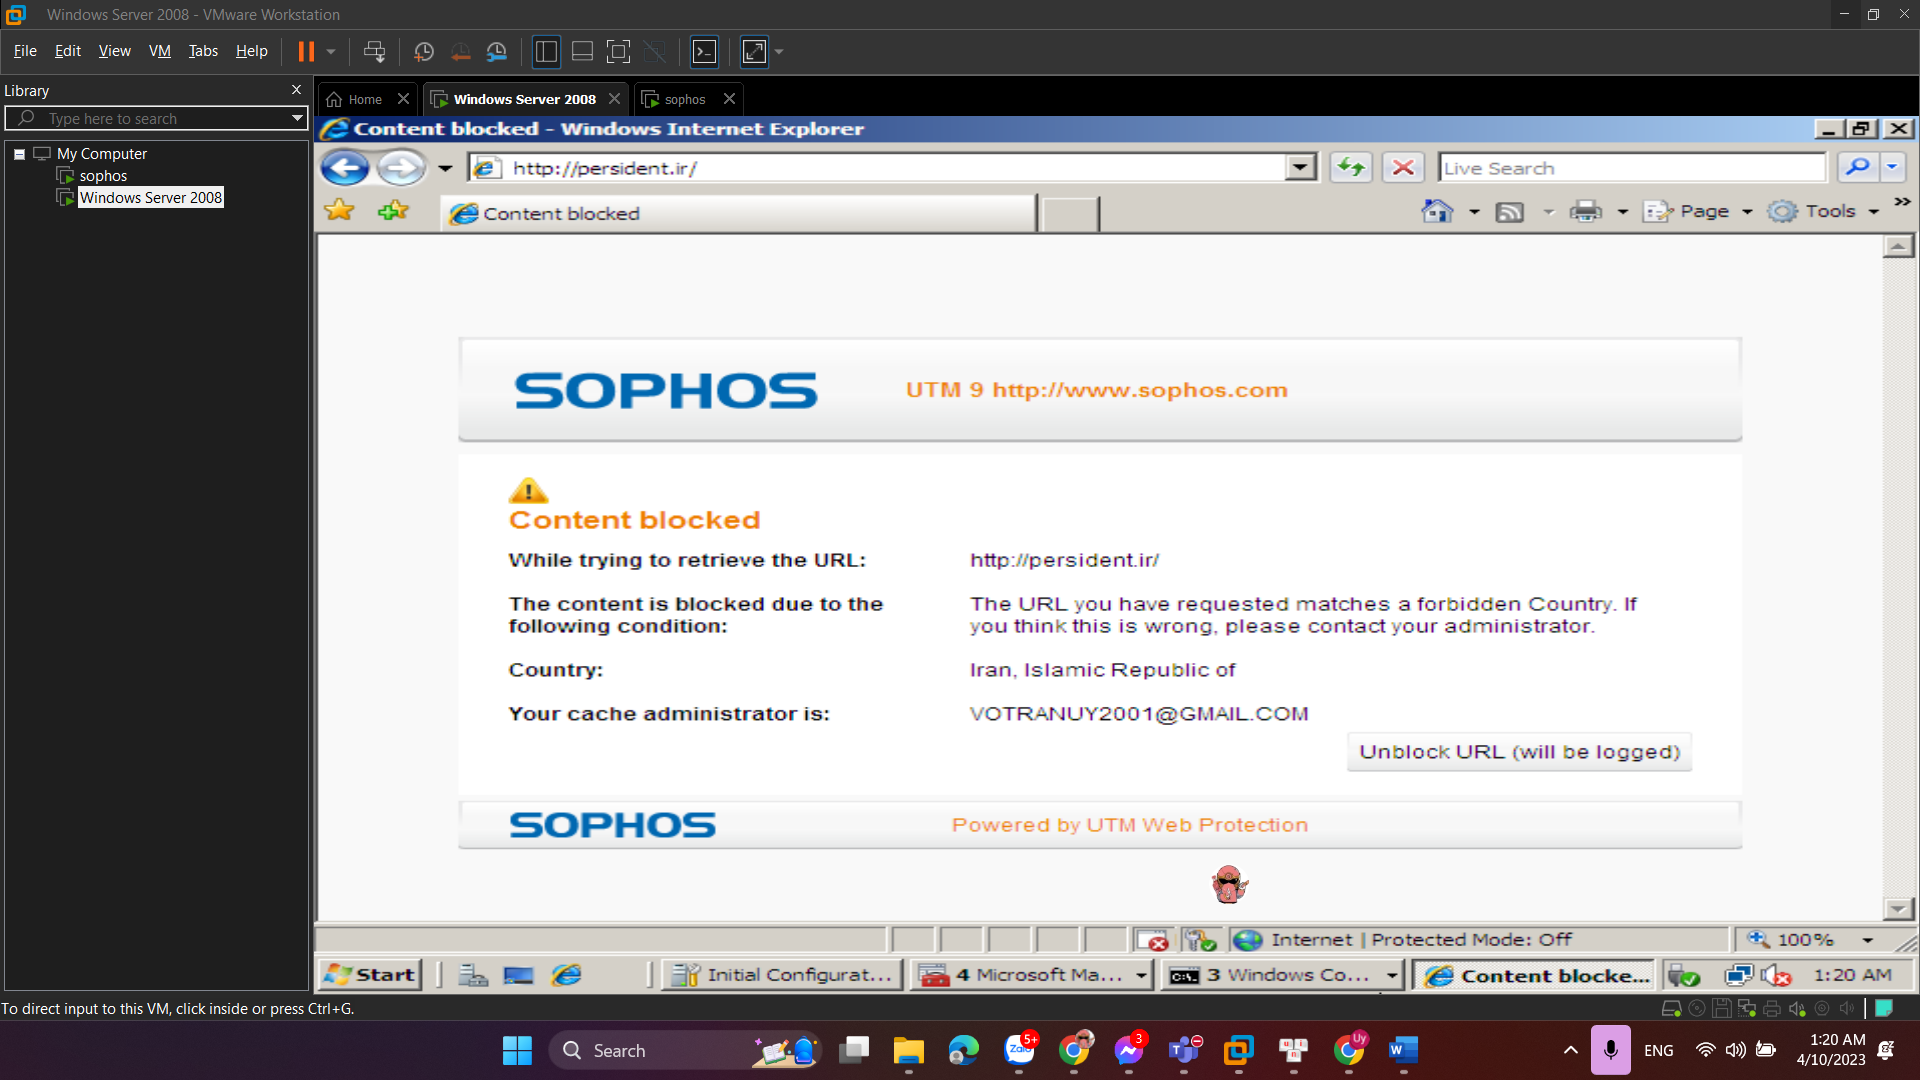 Windows Server 2008 - VMware Workstation
File Edit View VM Tabs Help
Library
Type here to search
My Computer
sophos
Windows Server 2008
Home
Windows Server 2008
sophos
Content blocked - Windows Internet Explorer
http://persident.ir/
Live Search
Content blocked
Page
Tools
SOPHOS
UTM 9 http://www.sophos.com
Content blocked
While trying to retrieve the URL: http://persident.ir/
The content is blocked due to the The URL you have requested matches a forbidden Country. If
following condition: you think this is wrong, please contact your administrator.
Country: Iran, Islamic Republic of
Your cache administrator is: VOTRANUY2001@GMAIL.COM
Unblock URL (will be logged)
SOPHOS
Powered by UTM Web Protection
Internet | Protected Mode: Off
100%
Start
Initial Configurat...
4 Microsoft Ma...
3 Windows Co...
Content blocke...
1:20 AM
To direct input to this VM, click inside or press Ctrl+G.
Search
Zalo
5+
3
Uy
ENG
1:20 AM
4/10/2023